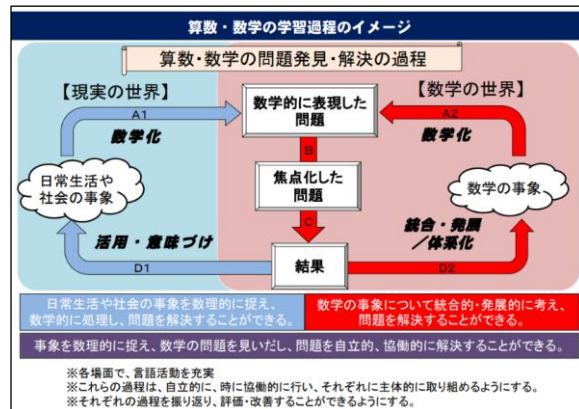 算数・数学の学習過程のイメージ
算数・数学の問題発見・解決の過程
【現実の世界】
【数学の世界】
A1
数学化
数学的に表現した
問題
A2
数学化
B
日常生活や
社会の事象
焦点化した
問題
数学の事象
C
活用・意味づけ
統合・発展
/体系化
D1
結果
D2
日常生活や社会の事象を数理的に捉え、
数学的に処理し、問題を解決することができる。
数学の事象について統合的・発展的に考え、
問題を解決することができる。
事象を数理的に捉え、数学の問題を見いだし、問題を自立的、協働的に解決することができる。
※各場面で、言語活動を充実
※これらの過程は、自立的に、時に協働的に行い、それぞれに主体的に取り組めるようにする。
※それぞれの過程を振り返り、評価・改善することができるようにする。